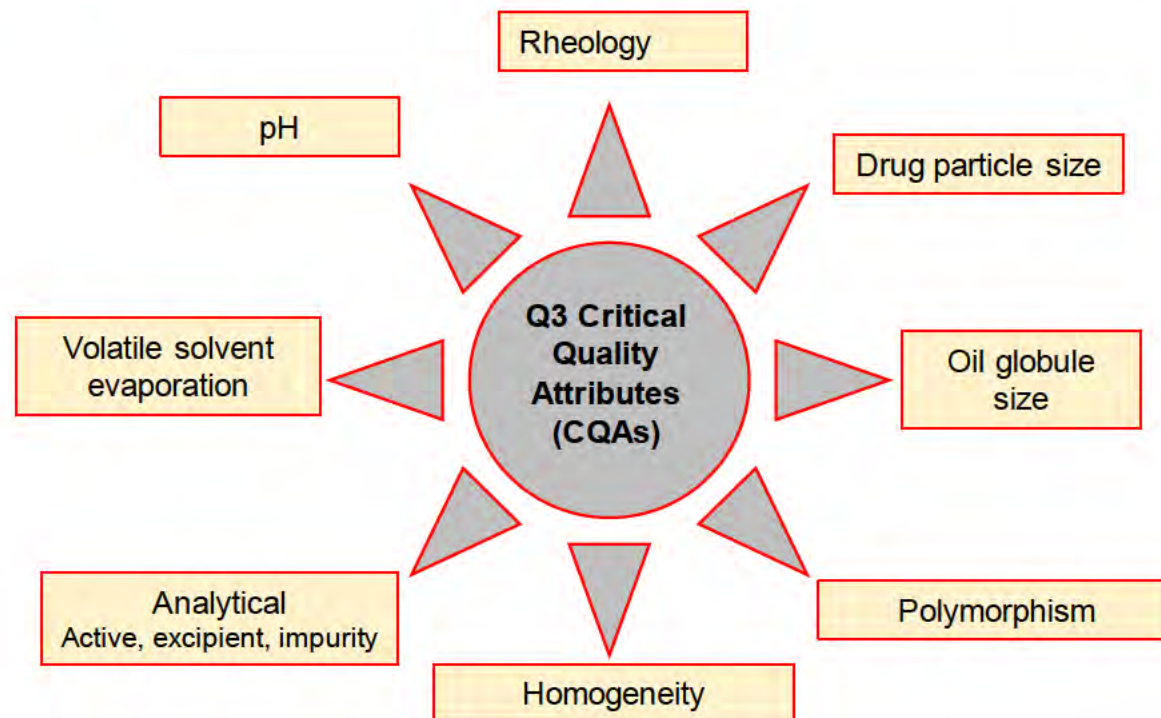 Rheology
pH
Drug particle size
Q3 Critical
Quality
Attributes
(CQAs)
Volatile solvent
evaporation
Oil globule
size
Analytical
Active, excipient, impurity
Polymorphism
Homogeneity